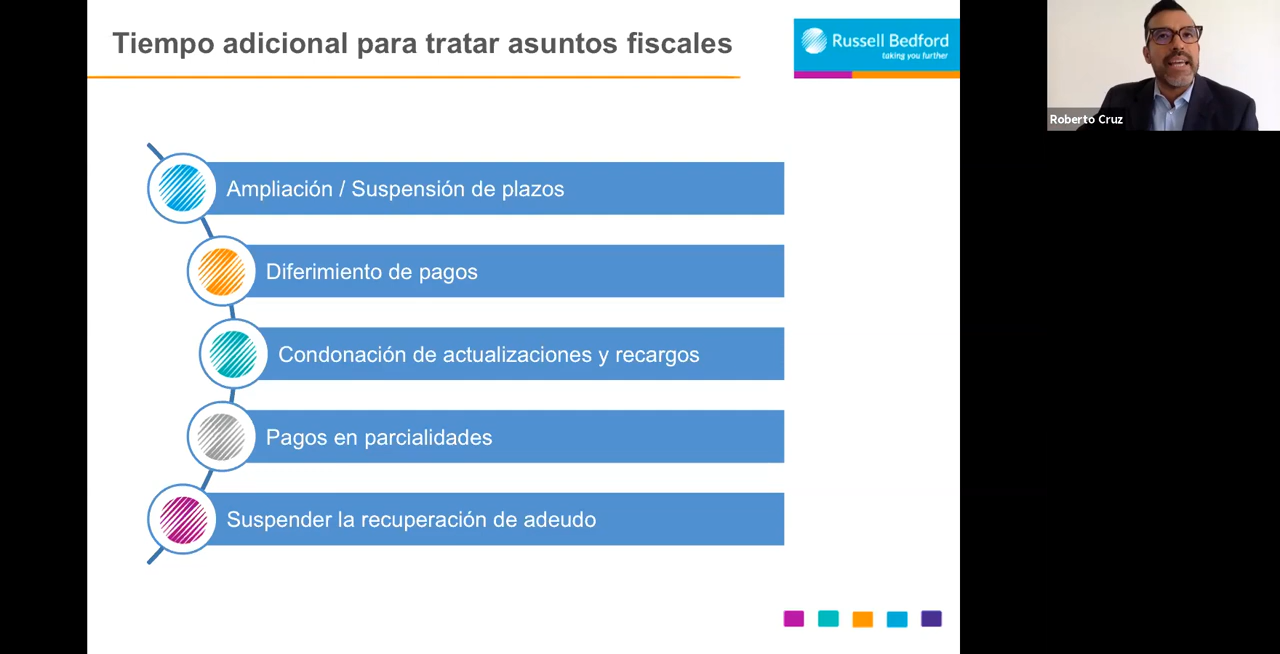 Tiempo adicional para tratar asuntos fiscales
Russell Bedford
taking you further
Roberto Cruz
Ampliación / Suspensión de plazos
Diferimiento de pagos
Condonación de actualizaciones y recargos
Pagos en parcialidades
Suspender la recuperación de adeudo